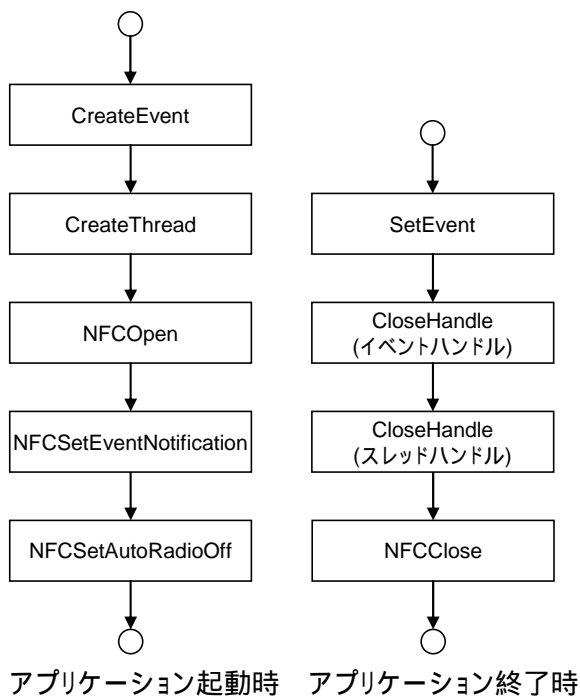 CreateEvent
CreateThread
NFCOpen
NFCSetEventNotification
NFCSetAutoRadioOff
アプリケーション起動時
SetEvent
CloseHandle
(イベントハンドル)
CloseHandle
(スレッドハンドル)
NFCClose
アプリケーション終了時